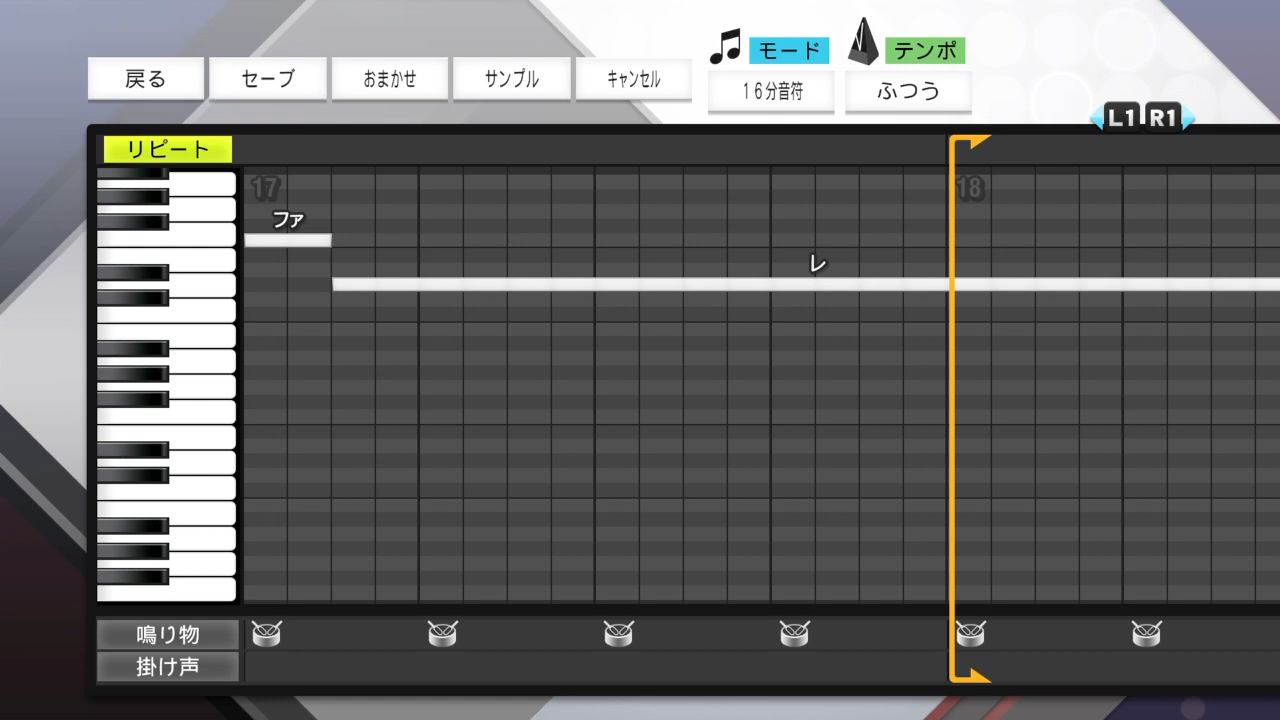 モード
テンポ
戻る
セーブ
おまかせ
サンプル
キャンセル
16分音符
ふつう
L1 R1
リピート
17
18
ファ
レ
鳴り物
掛け声